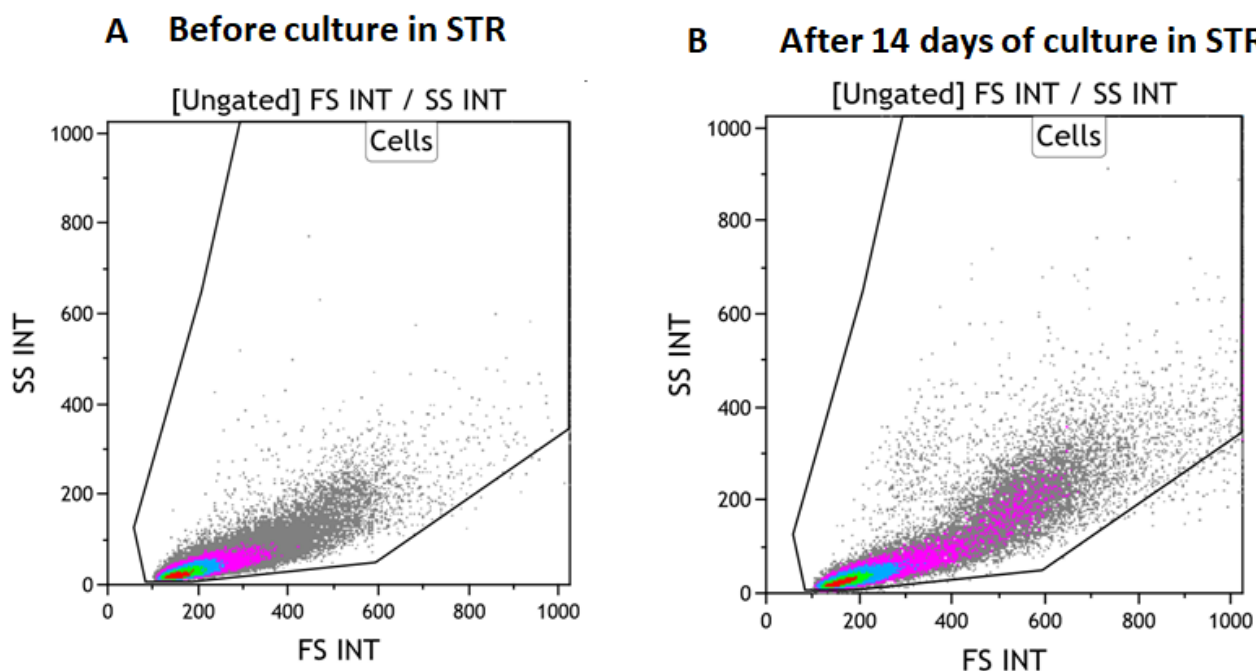 A Before culture in STR
[Ungated] FS INT / SS INT
Cells
1000
800
600
400
200
0
SS INT
0 200 400 600 800 1000
FS INT
B After 14 days of culture in STR
[Ungated] FS INT / SS INT
Cells
1000
800
600
400
200
0
SS INT
0 200 400 600 800 1000
FS INT